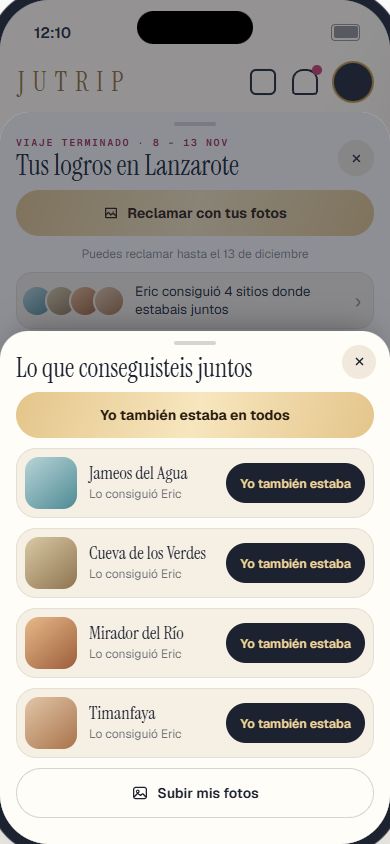 12:10
JUTRIP
VIAJE TERMINADO · 8 – 13 NOV
Tus logros en Lanzarote
×
Reclamar con tus fotos
Puedes reclamar hasta el 13 de diciembre
Eric consiguió 4 sitios donde
estabais juntos
›
Lo que conseguisteis juntos
×
Yo también estaba en todos
Jameos del Agua
Lo consiguió Eric
Yo también estaba
Cueva de los Verdes
Lo consiguió Eric
Yo también estaba
Mirador del Río
Lo consiguió Eric
Yo también estaba
Timanfaya
Lo consiguió Eric
Yo también estaba
Subir mis fotos